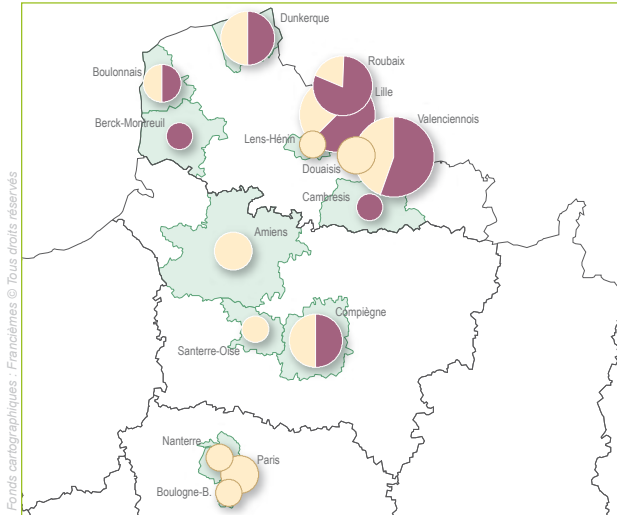 Dunkerque
Roubaix
Boulonnais
Lille
Valenciennois
Berck-Montreuil
Lens-Hénin
Douaisis
Cambrésis
Amiens
Compiègne
Santerre-Oise
Nanterre
Paris
Boulogne-B.
Fonds cartographiques : Francièmes © Tous droits réservés